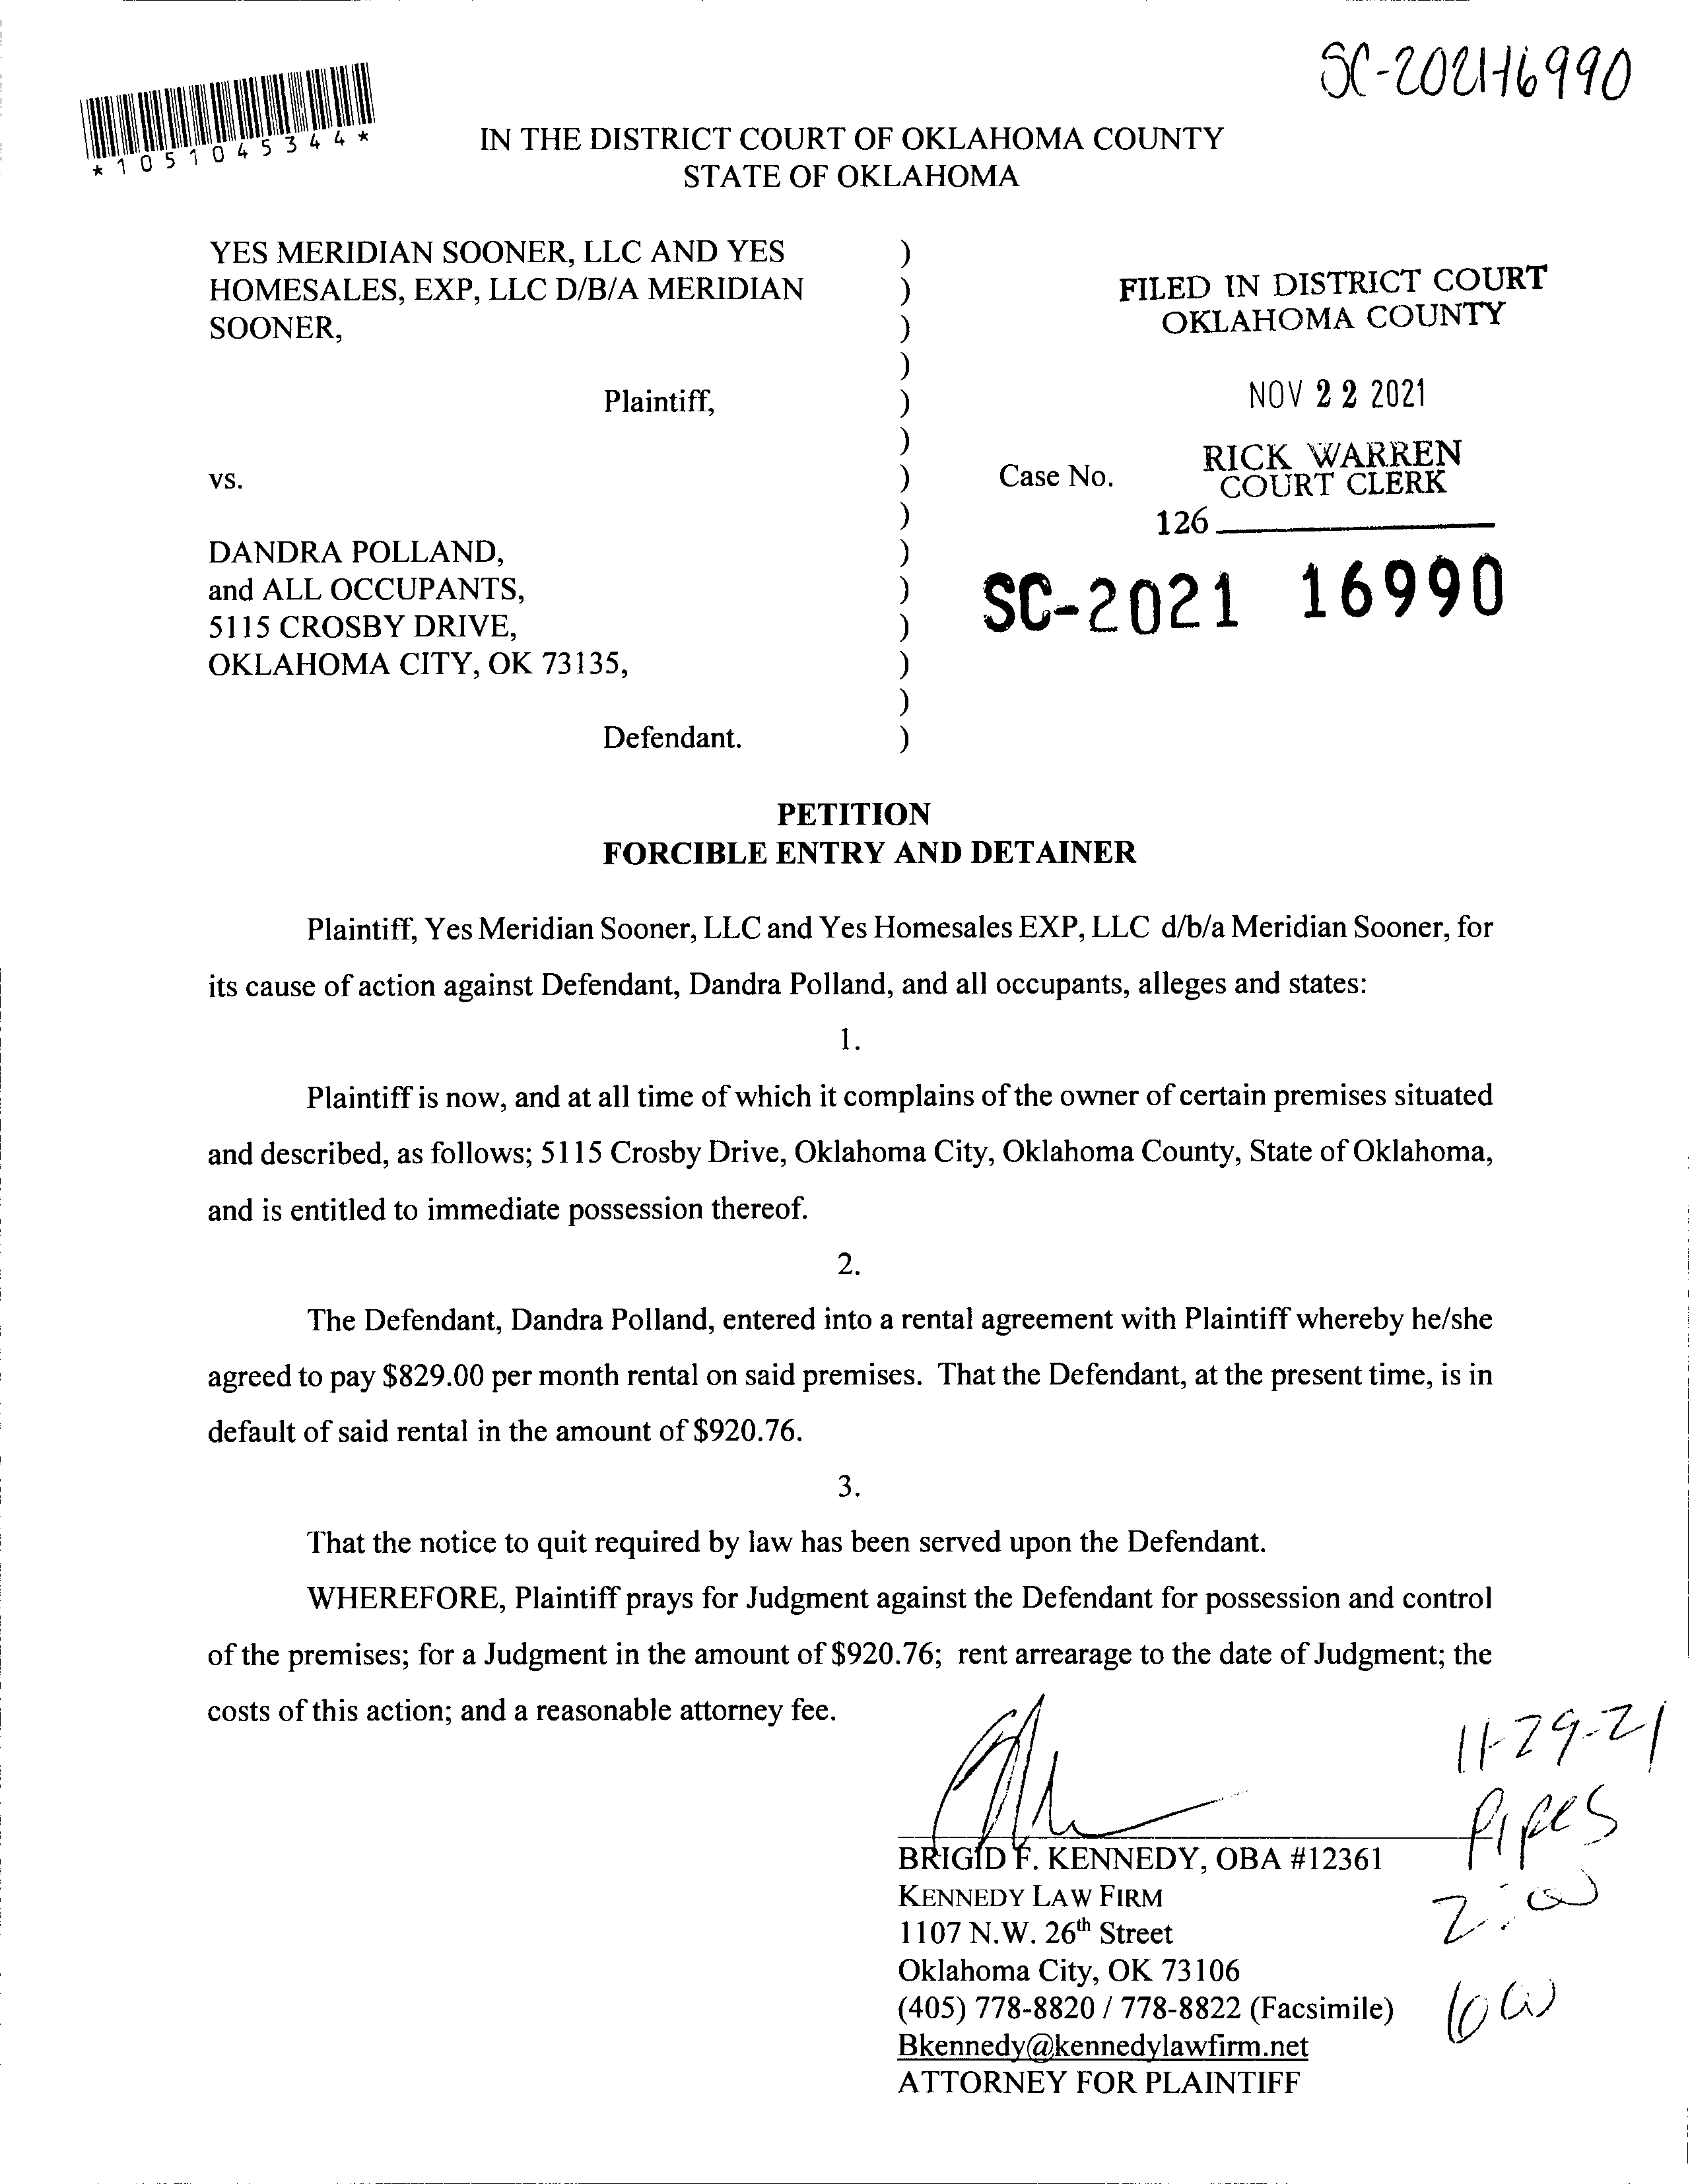 SC-2021-16990
*1051045344*
IN THE DISTRICT COURT OF OKLAHOMA COUNTY
STATE OF OKLAHOMA
YES MERIDIAN SOONER, LLC AND YES )
HOMESALES, EXP, LLC D/B/A MERIDIAN )
SOONER, )
)
Plaintiff, )
)
vs. )
)
DANDRA POLLAND, )
and ALL OCCUPANTS, )
5115 CROSBY DRIVE, )
OKLAHOMA CITY, OK 73135, )
)
Defendant. )
FILED IN DISTRICT COURT
OKLAHOMA COUNTY
NOV 22 2021
RICK WARREN
COURT CLERK
Case No.
126
SC-2021 16990
PETITION
FORCIBLE ENTRY AND DETAINER
Plaintiff, Yes Meridian Sooner, LLC and Yes Homesales EXP, LLC d/b/a Meridian Sooner, for
its cause of action against Defendant, Dandra Polland, and all occupants, alleges and states:
1.
Plaintiff is now, and at all time of which it complains of the owner of certain premises situated
and described, as follows; 5115 Crosby Drive, Oklahoma City, Oklahoma County, State of Oklahoma,
and is entitled to immediate possession thereof.
2.
The Defendant, Dandra Polland, entered into a rental agreement with Plaintiff whereby he/she
agreed to pay $829.00 per month rental on said premises. That the Defendant, at the present time, is in
default of said rental in the amount of $920.76.
3.
That the notice to quit required by law has been served upon the Defendant.
WHEREFORE, Plaintiff prays for Judgment against the Defendant for possession and control
of the premises; for a Judgment in the amount of $920.76; rent arrearage to the date of Judgment; the
costs of this action; and a reasonable attorney fee.
BRIGID F. KENNEDY, OBA #12361
KENNEDY LAW FIRM
1107 N.W. 26th Street
Oklahoma City, OK 73106
(405) 778-8820 / 778-8822 (Facsimile)
Bkennedy@kennedylawfirm.net
ATTORNEY FOR PLAINTIFF
11-29-21
Pipes
2:00